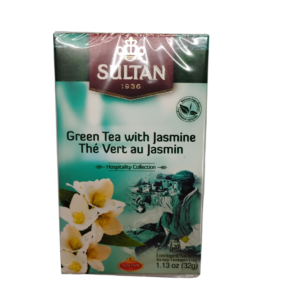 SULTAN
1936
Green Tea with Jasmine
Thé Vert au Jasmin
Hospitality Collection
1.13 oz (32g)